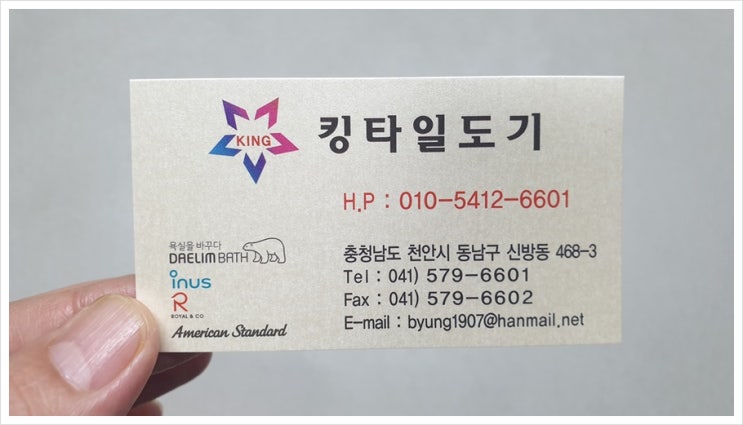 KING
킹타일도기
H.P : 010-5412-6601
욕실을 바꾸다
DAELIM BATH
inus
R
ROYAL & CO
American Standard
충청남도 천안시 동남구 신방동 468-3
Tel : 041) 579-6601
Fax : 041) 579-6602
E-mail : byung1907@hanmail.net